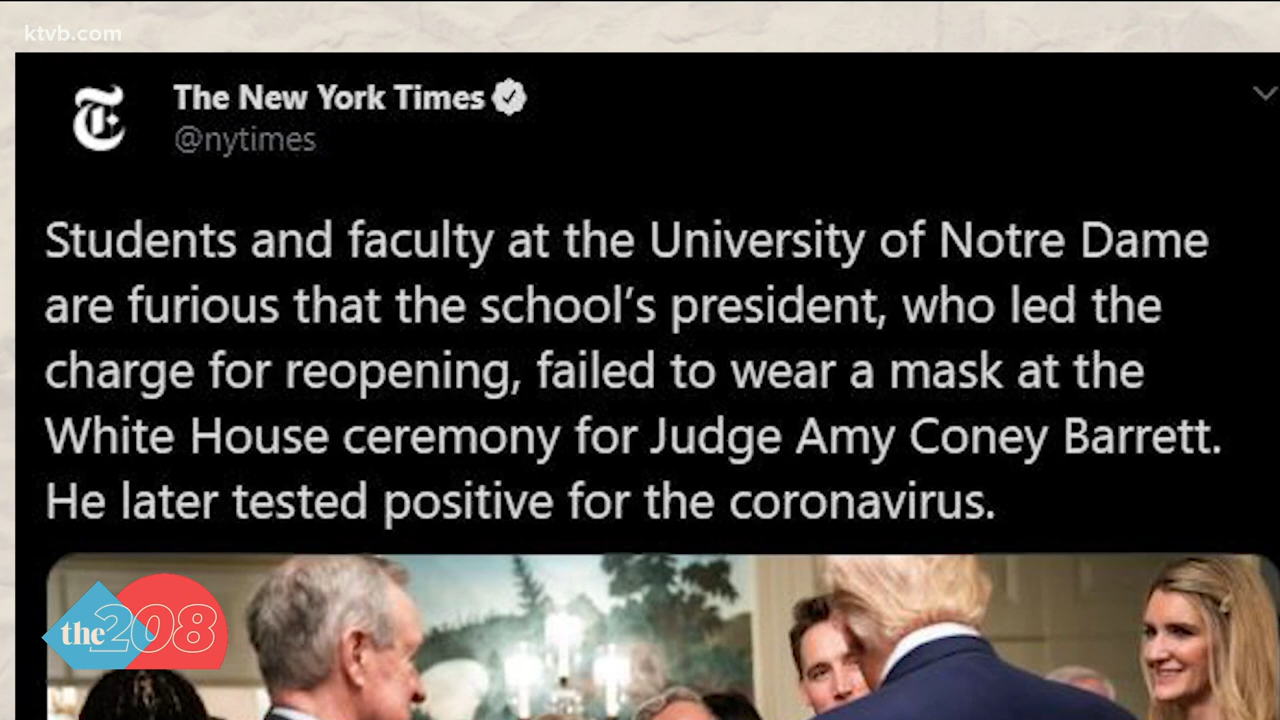 ktvb.com
The New York Times
@nytimes
Students and faculty at the University of Notre Dame
are furious that the school's president, who led the
charge for reopening, failed to wear a mask at the
White House ceremony for Judge Amy Coney Barrett.
He later tested positive for the coronavirus.
the208